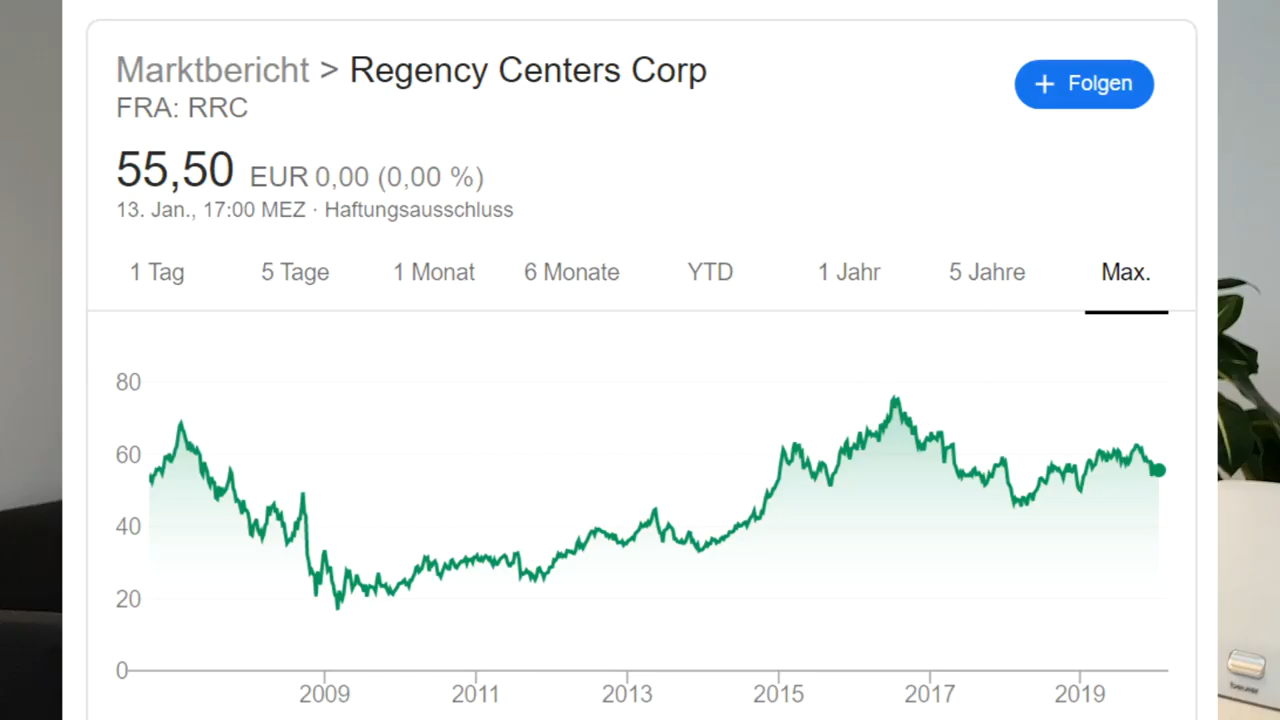 Marktbericht > Regency Centers Corp
FRA: RRC
+ Folgen
55,50 EUR 0,00 (0,00 %)
13. Jan., 17:00 MEZ · Haftungsausschluss
1 Tag 5 Tage 1 Monat 6 Monate YTD 1 Jahr 5 Jahre Max.
80
60
40
20
0
2009 2011 2013 2015 2017 2019
beurer